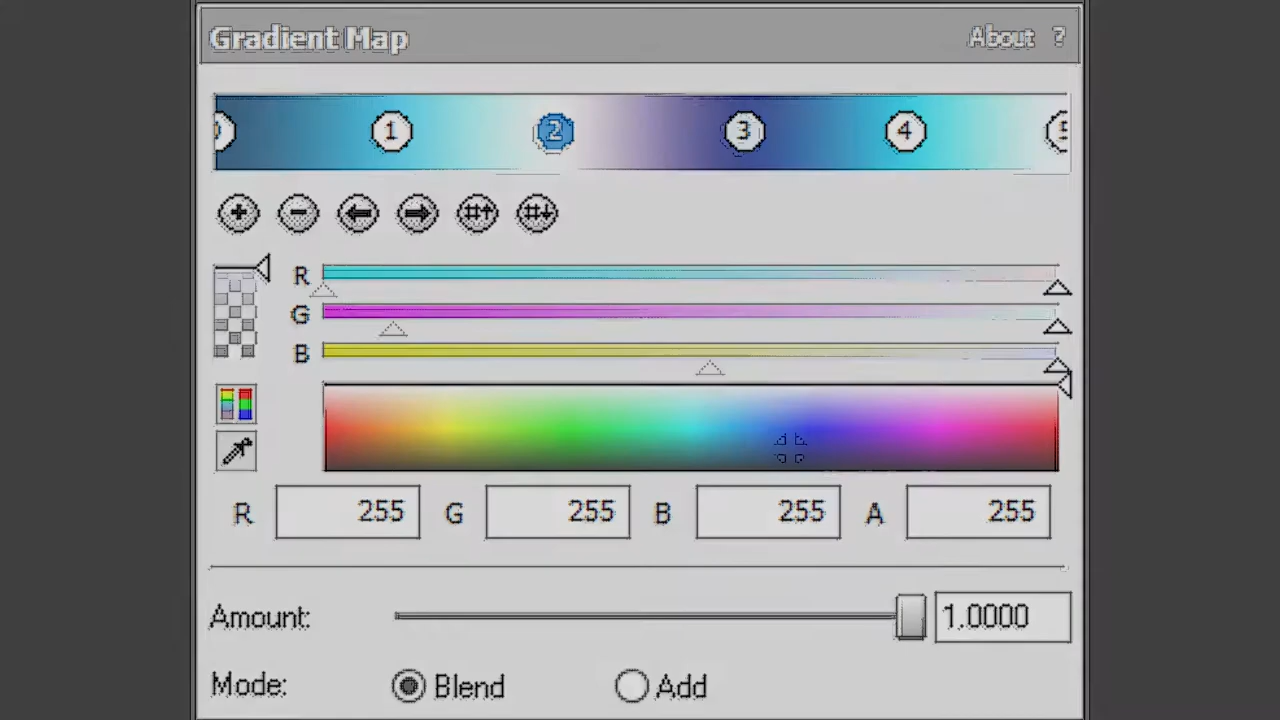 Gradient Map About ?
1 2 3 4
R
G
B
R 255 G 255 B 255 A 255
Amount: 1.0000
Mode: Blend Add